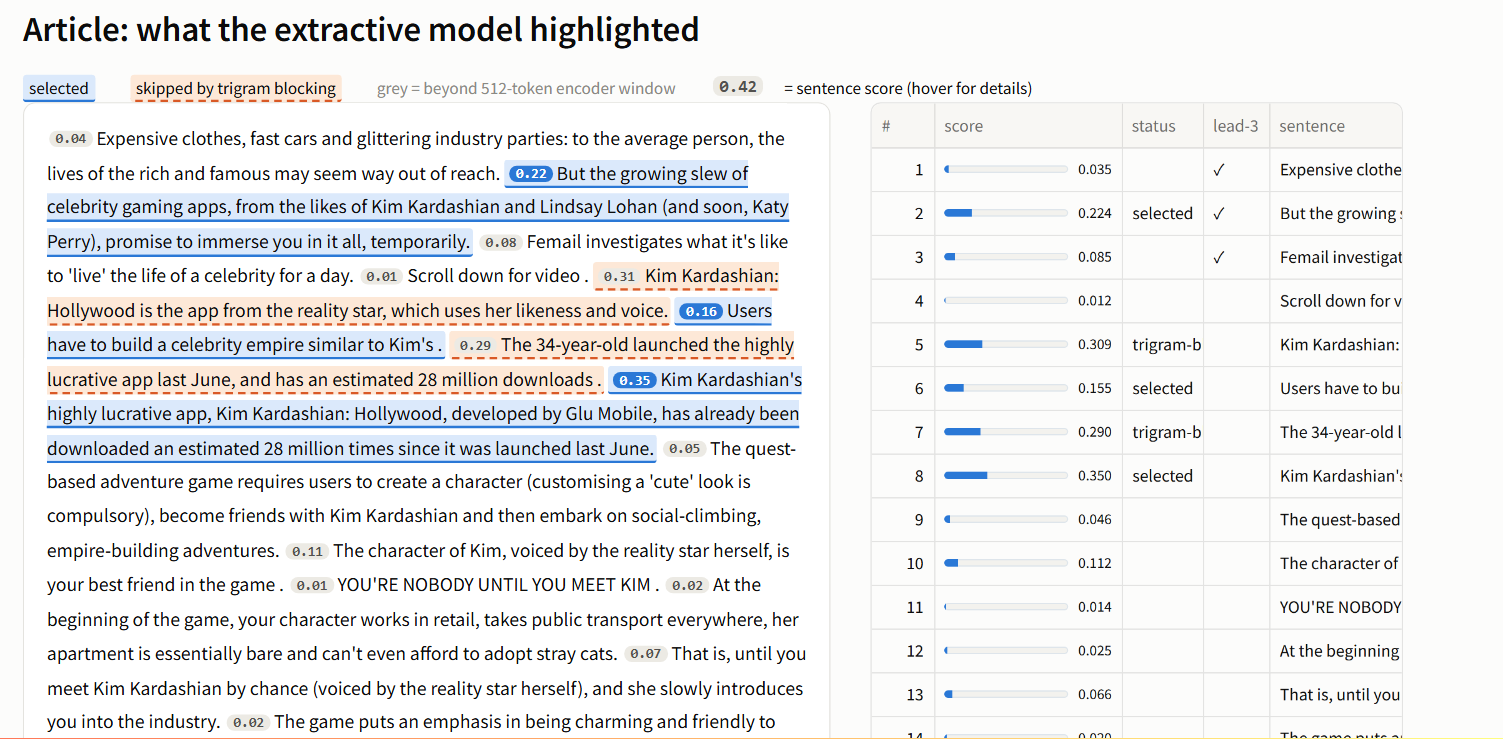 Article: what the extractive model highlighted
selected skipped by trigram blocking grey = beyond 512-token encoder window 0.42 = sentence score (hover for details)
0.04 Expensive clothes, fast cars and glittering industry parties: to the average person, the
lives of the rich and famous may seem way out of reach. 0.22 But the growing slew of
celebrity gaming apps, from the likes of Kim Kardashian and Lindsay Lohan (and soon, Katy
Perry), promise to immerse you in it all, temporarily. 0.08 Femail investigates what it's like
to 'live' the life of a celebrity for a day. 0.01 Scroll down for video . 0.31 Kim Kardashian:
Hollywood is the app from the reality star, which uses her likeness and voice. 0.16 Users
have to build a celebrity empire similar to Kim's . 0.29 The 34-year-old launched the highly
lucrative app last June, and has an estimated 28 million downloads . 0.35 Kim Kardashian's
highly lucrative app, Kim Kardashian: Hollywood, developed by Glu Mobile, has already been
downloaded an estimated 28 million times since it was launched last June. 0.05 The quest-
based adventure game requires users to create a character (customising a 'cute' look is
compulsory), become friends with Kim Kardashian and then embark on social-climbing,
empire-building adventures. 0.11 The character of Kim, voiced by the reality star herself, is
your best friend in the game . 0.01 YOU'RE NOBODY UNTIL YOU MEET KIM . 0.02 At the
beginning of the game, your character works in retail, takes public transport everywhere, her
apartment is essentially bare and can't even afford to adopt stray cats. 0.07 That is, until you
meet Kim Kardashian by chance (voiced by the reality star herself), and she slowly introduces
you into the industry. 0.02 The game puts an emphasis in being charming and friendly to
# score status lead-3 sentence
1 0.035 ✓ Expensive clothe
2 0.224 selected ✓ But the growing s
3 0.085 ✓ Femail investigat
4 0.012 Scroll down for v
5 0.309 trigram-b Kim Kardashian:
6 0.155 selected Users have to bu
7 0.290 trigram-b The 34-year-old l
8 0.350 selected Kim Kardashian's
9 0.046 The quest-based
10 0.112 The character of
11 0.014 YOU'RE NOBODY
12 0.025 At the beginning
13 0.066 That is, until you
14 0.020 The game puts a